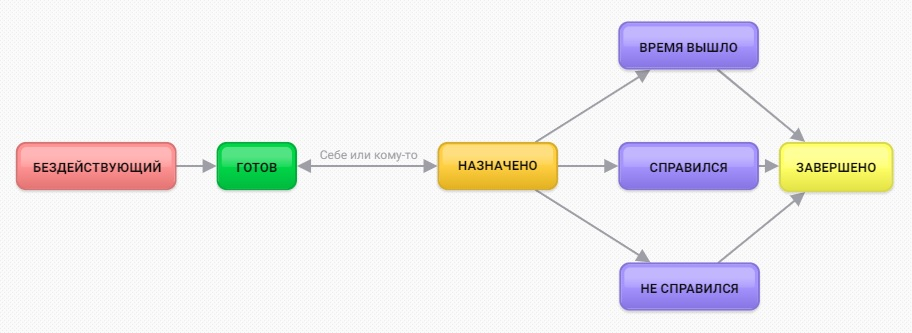 ВРЕМЯ ВЫШЛО
БЕЗДЕЙСТВУЮЩИЙ
ГОТОВ
Себе или кому-то
НАЗНАЧЕНО
СПРАВИЛСЯ
ЗАВЕРШЕНО
НЕ СПРАВИЛСЯ